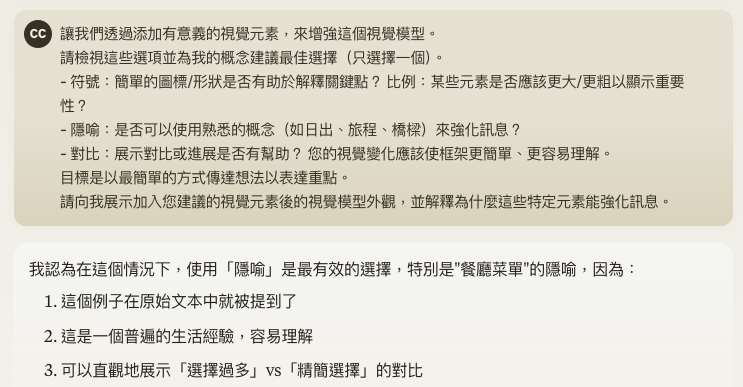 CC
讓我們透過添加有意義的視覺元素，來增強這個視覺模型。
請檢視這些選項並為我的概念建議最佳選擇（只選擇一個）。
- 符號：簡單的圖標/形狀是否有助於解釋關鍵點？ 比例：某些元素是否應該更大/更粗以顯示重要
性？
- 隱喻：是否可以使用熟悉的概念（如日出、旅程、橋樑）來強化訊息？
- 對比：展示對比或進展是否有幫助？ 您的視覺變化應該使框架更簡單、更容易理解。
目標是以最簡單的方式傳達想法以表達重點。
請向我展示加入您建議的視覺元素後的視覺模型外觀，並解釋為什麼這些特定元素能強化訊息。
我認為在這個情況下，使用「隱喻」是最有效的選擇，特別是"餐廳菜單"的隱喻，因為：
1. 這個例子在原始文本中就被提到了
2. 這是一個普遍的生活經驗，容易理解
3. 可以直觀地展示「選擇過多」vs「精簡選擇」的對比